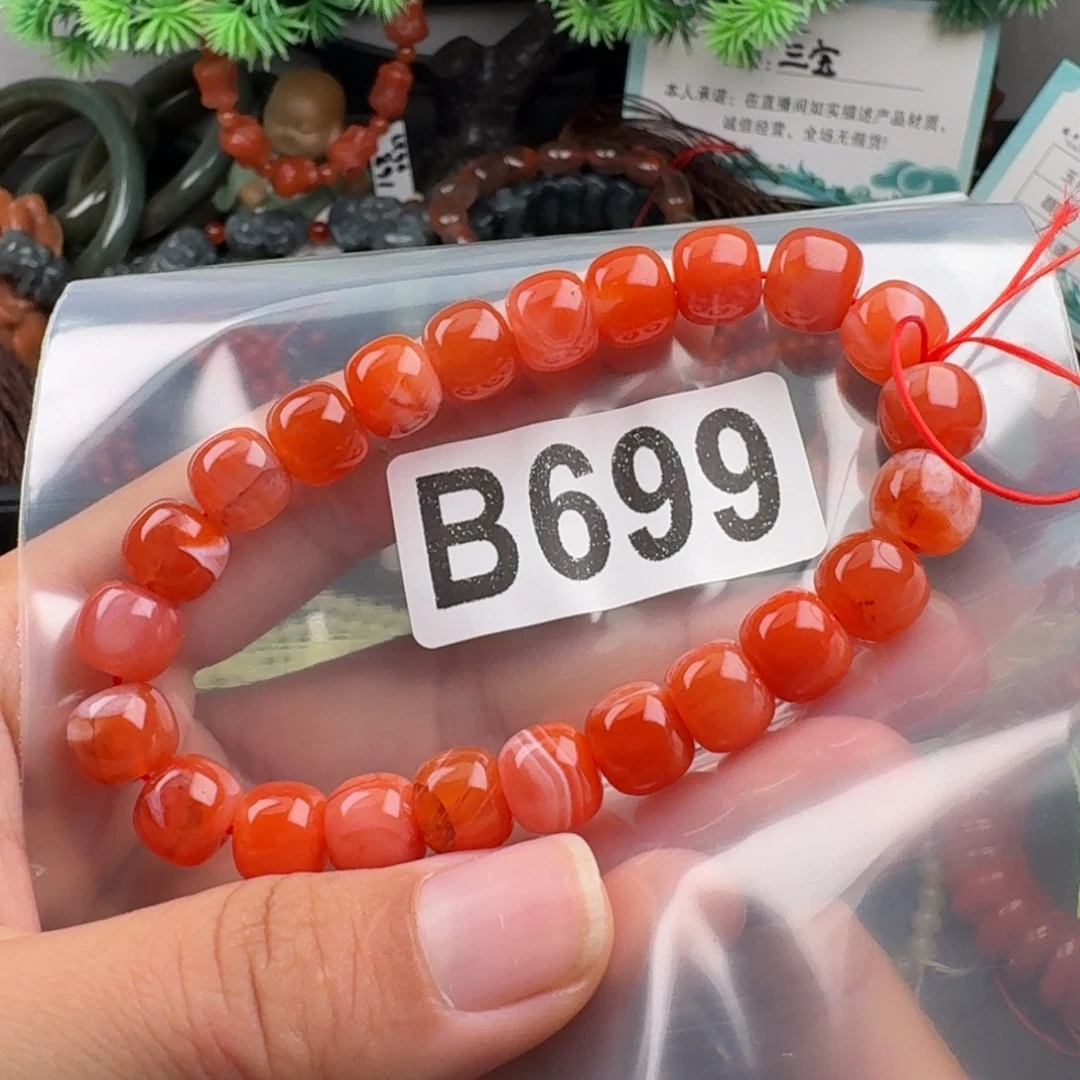 三宝
本人承诺：在直播间如实描述产品材质、
诚信经营、全场无假货!
B699